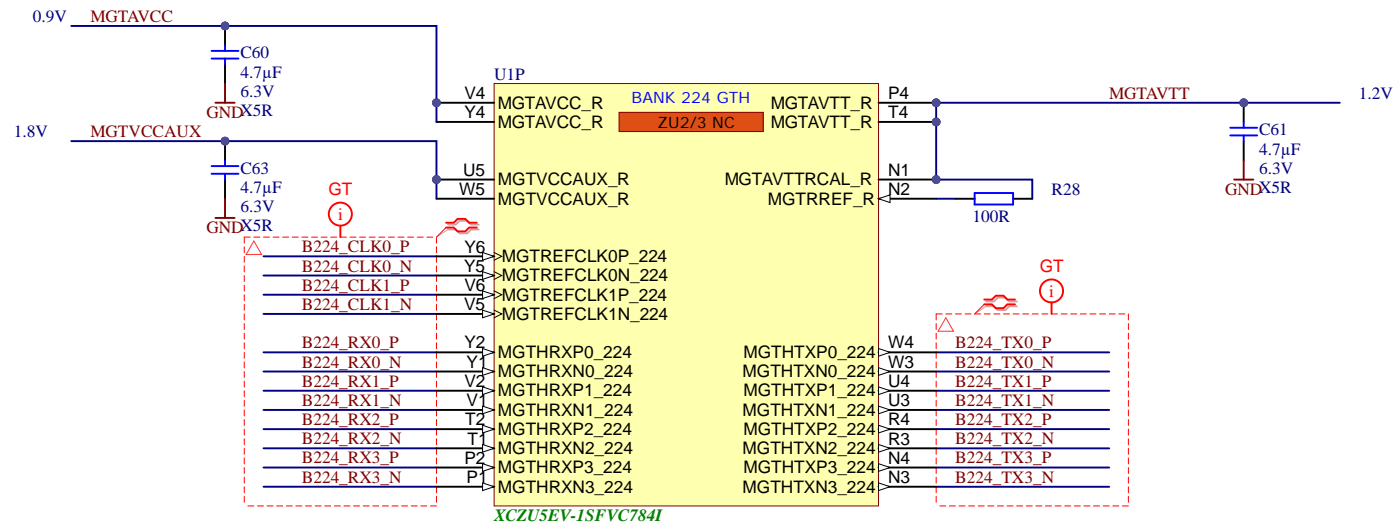 0.9V
MGTAVCC
C60
4.7µF
6.3V
X5R
GND
1.8V
MGTVCCAUX
C63
4.7µF
6.3V
X5R
GND
U1P
BANK 224 GTH
ZU2/3 NC
V4 MGTAVCC_R
Y4 MGTAVCC_R
U5 MGTVCCAUX_R
W5 MGTVCCAUX_R
MGTAVTT_R P4
MGTAVTT_R T4
MGTAVTTRCAL_R N1
MGTRREF_R N2
MGTAVTT
1.2V
C61
4.7µF
6.3V
X5R
GND
R28
100R
GT
i
B224_CLK0_P Y6 MGTREFCLK0P_224
B224_CLK0_N Y5 MGTREFCLK0N_224
B224_CLK1_P V6 MGTREFCLK1P_224
B224_CLK1_N V5 MGTREFCLK1N_224
B224_RX0_P Y2 MGTHRXP0_224
B224_RX0_N Y1 MGTHRXN0_224
B224_RX1_P V2 MGTHRXP1_224
B224_RX1_N V1 MGTHRXN1_224
B224_RX2_P T2 MGTHRXP2_224
B224_RX2_N T1 MGTHRXN2_224
B224_RX3_P P2 MGTHRXP3_224
B224_RX3_N P1 MGTHRXN3_224
GT
i
MGTHTXP0_224 W4 B224_TX0_P
MGTHTXN0_224 W3 B224_TX0_N
MGTHTXP1_224 U4 B224_TX1_P
MGTHTXN1_224 U3 B224_TX1_N
MGTHTXP2_224 R4 B224_TX2_P
MGTHTXN2_224 R3 B224_TX2_N
MGTHTXP3_224 N4 B224_TX3_P
MGTHTXN3_224 N3 B224_TX3_N
XCZU5EV-1SFVC784I